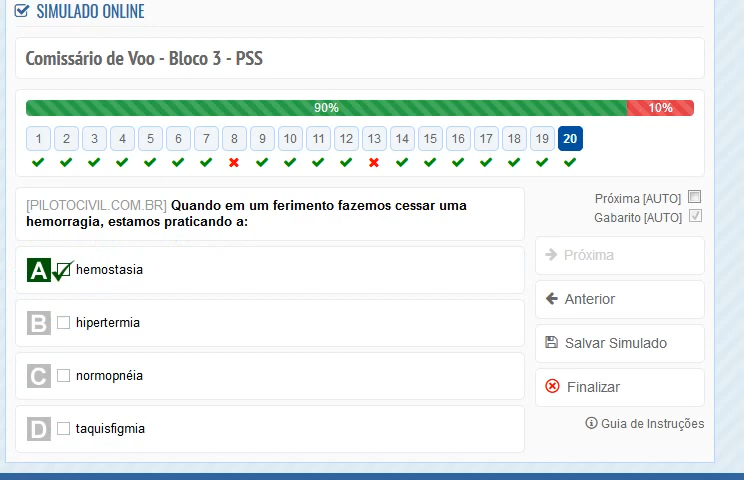 SIMULADO ONLINE
Comissário de Voo - Bloco 3 - PSS
90% 10%
1 2 3 4 5 6 7 8 9 10 11 12 13 14 15 16 17 18 19 20
[PILOTOCIVIL.COM.BR] Quando em um ferimento fazemos cessar uma
hemorragia, estamos praticando a:
A hemostasia
B hipertermia
C normopnéia
D taquisfigmia
Próxima [AUTO]
Gabarito [AUTO]
Próxima
Anterior
Salvar Simulado
Finalizar
Guia de Instruções